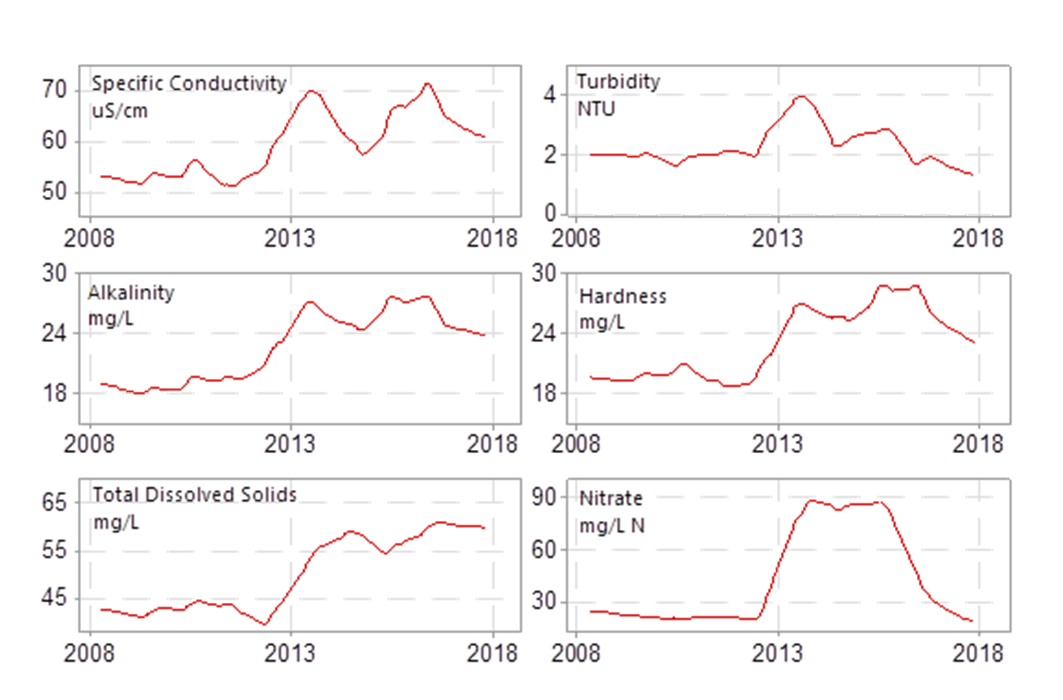 Specific Conductivity
uS/cm
70
60
50
2008 2013 2018
Turbidity
NTU
4
2
0
2008 2013 2018
Alkalinity
mg/L
30
24
18
2008 2013 2018
Hardness
mg/L
30
24
18
2008 2013 2018
Total Dissolved Solids
mg/L
65
55
45
2008 2013 2018
Nitrate
mg/L N
90
60
30
2008 2013 2018